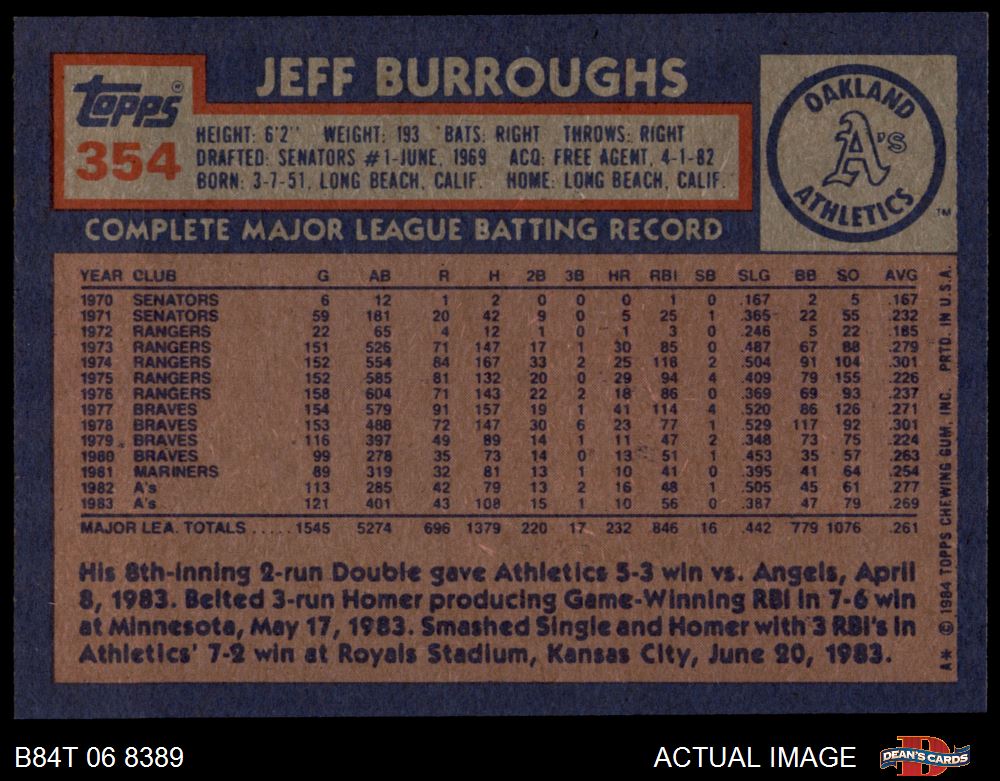 JEFF BURROUGHS
Topps®
354
HEIGHT: 6'2" WEIGHT: 193 BATS: RIGHT THROWS: RIGHT
DRAFTED: SENATORS #1-JUNE, 1969 ACQ: FREE AGENT, 4-1-82
BORN: 3-7-51, LONG BEACH, CALIF. HOME: LONG BEACH, CALIF.
OAKLAND
A's
ATHLETICS
TM
COMPLETE MAJOR LEAGUE BATTING RECORD
YEAR CLUB G AB R H 2B 3B HR RBI SB SLG BB SO AVG
1970 SENATORS 6 12 1 2 0 0 0 1 0 .167 2 5 .167
1971 SENATORS 59 181 20 42 9 0 5 25 1 .365 22 55 .232
1972 RANGERS 22 65 4 12 1 0 1 3 0 .246 5 22 .185
1973 RANGERS 151 526 71 147 17 1 30 85 0 .487 67 88 .279
1974 RANGERS 152 554 84 167 33 2 25 118 2 .504 91 104 .301
1975 RANGERS 152 585 81 132 20 0 29 94 4 .409 79 155 .226
1976 RANGERS 158 604 71 143 22 2 18 86 0 .369 69 93 .237
1977 BRAVES 154 579 91 157 19 1 41 114 4 .520 86 126 .271
1978 BRAVES 153 488 72 147 30 6 23 77 1 .529 117 92 .301
1979 BRAVES 116 397 49 89 14 1 11 47 2 .348 73 75 .224
1980 BRAVES 99 278 35 73 14 0 13 51 1 .453 35 57 .263
1981 MARINERS 89 319 32 81 13 1 10 41 0 .395 41 64 .254
1982 A's 113 285 42 79 13 2 16 48 1 .505 45 61 .277
1983 A's 121 401 43 108 15 1 10 56 0 .387 47 79 .269
MAJOR LEA. TOTALS ..... 1545 5274 696 1379 220 17 232 846 16 .442 779 1076 .261
His 8th-inning 2-run Double gave Athletics 5-3 win vs. Angels, April
8, 1983. Belted 3-run Homer producing Game-Winning RBI in 7-6 win
at Minnesota, May 17, 1983. Smashed Single and Homer with 3 RBI's in
Athletics' 7-2 win at Royals Stadium, Kansas City, June 20, 1983.
A* © 1984 TOPPS CHEWING GUM, INC. PRTD. IN U.S.A.
B84T 06 8389
ACTUAL IMAGE
DEAN'S CARDS